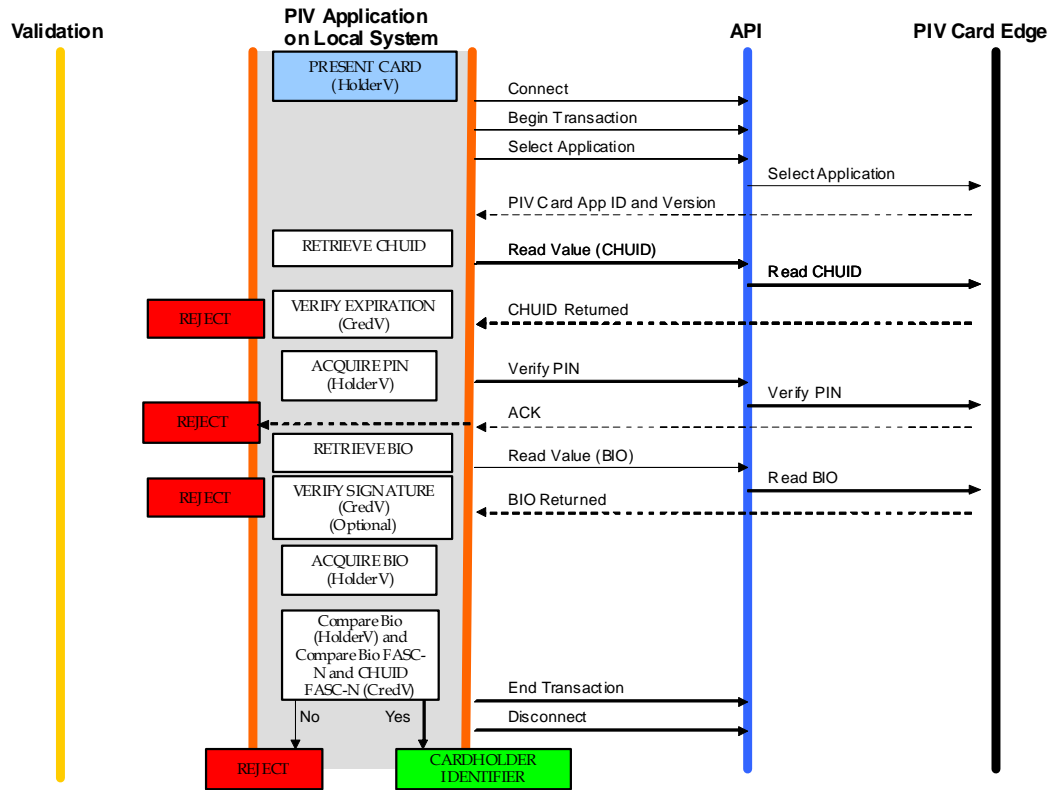 Validation
PIV Application
on Local System
API
PIV Card Edge
PRESENT CARD
(HolderV)
Connect
Begin Transaction
Select Application
Select Application
PIV Card App ID and Version
RETRIEVE CHUID
Read Value (CHUID)
Read CHUID
REJECT
VERIFY EXPIRATION
(CredV)
CHUID Returned
ACQUIRE PIN
(HolderV)
Verify PIN
Verify PIN
REJECT
ACK
RETRIEVE BIO
Read Value (BIO)
Read BIO
REJECT
VERIFY SIGNATURE
(CredV)
(Optional)
BIO Returned
ACQUIRE BIO
(HolderV)
Compare Bio
(HolderV) and
Compare Bio FASC-
N and CHUID
FASC-N (CredV)
End Transaction
No
Yes
Disconnect
REJECT
CARDHOLDER
IDENTIFIER